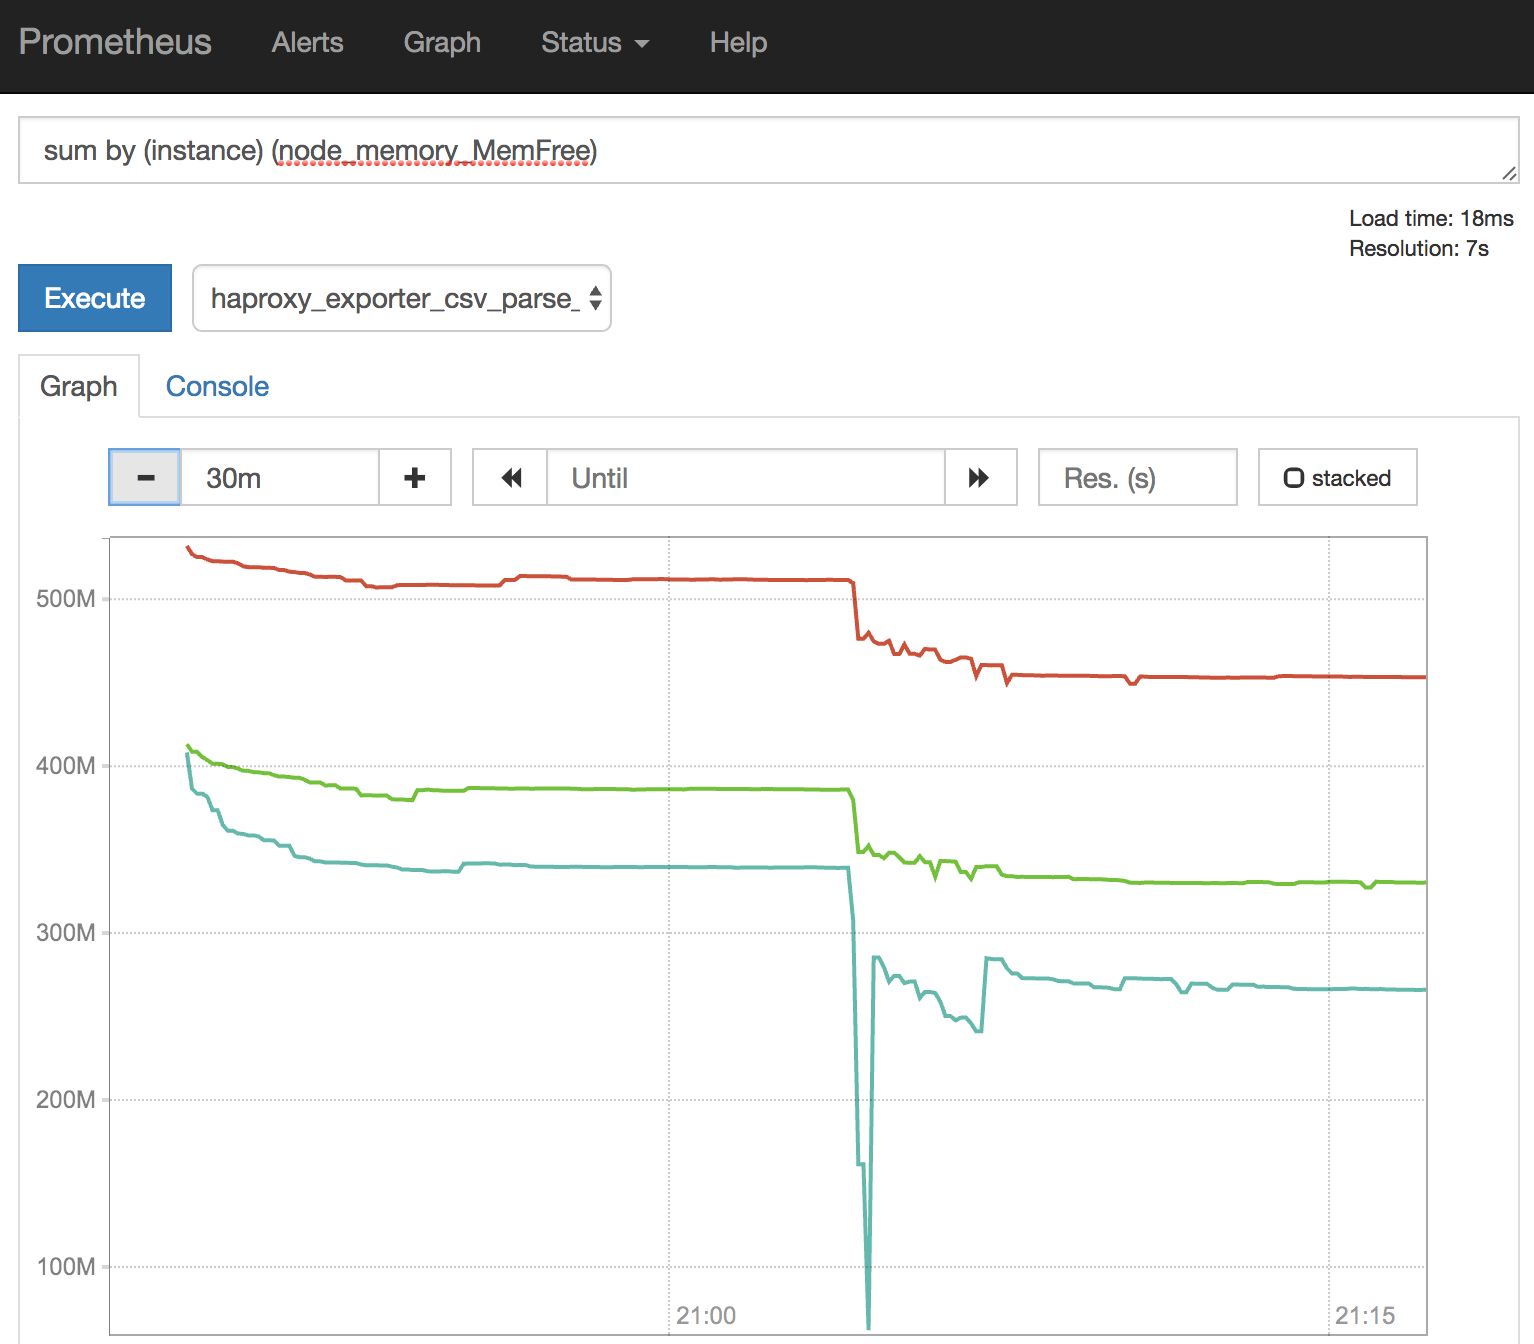 Prometheus Alerts Graph Status Help
sum by (instance) (node_memory_MemFree)
Load time: 18ms
Resolution: 7s
Execute haproxy_exporter_csv_parse_
Graph Console
30m Until Res. (s) stacked
500M
400M
300M
200M
100M
21:00 21:15